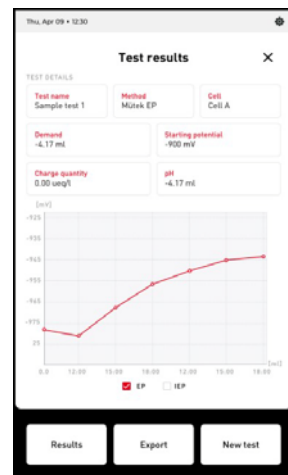 Thu, Apr 09 • 12:30
Test results
TEST DETAILS
Test name
Sample test 1
Method
Mütek EP
Cell
Cell A
Demand
-4.17 ml
Starting potential
-900 mV
Charge quantity
0.00 ueq/l
pH
-4.17 ml
[mV]
-925
-935
-945
-955
-965
-975
25
0.0 12:00 15:00 18:00 12:00 15:00 18:00
[ml]
EP IEP
Results Export New test